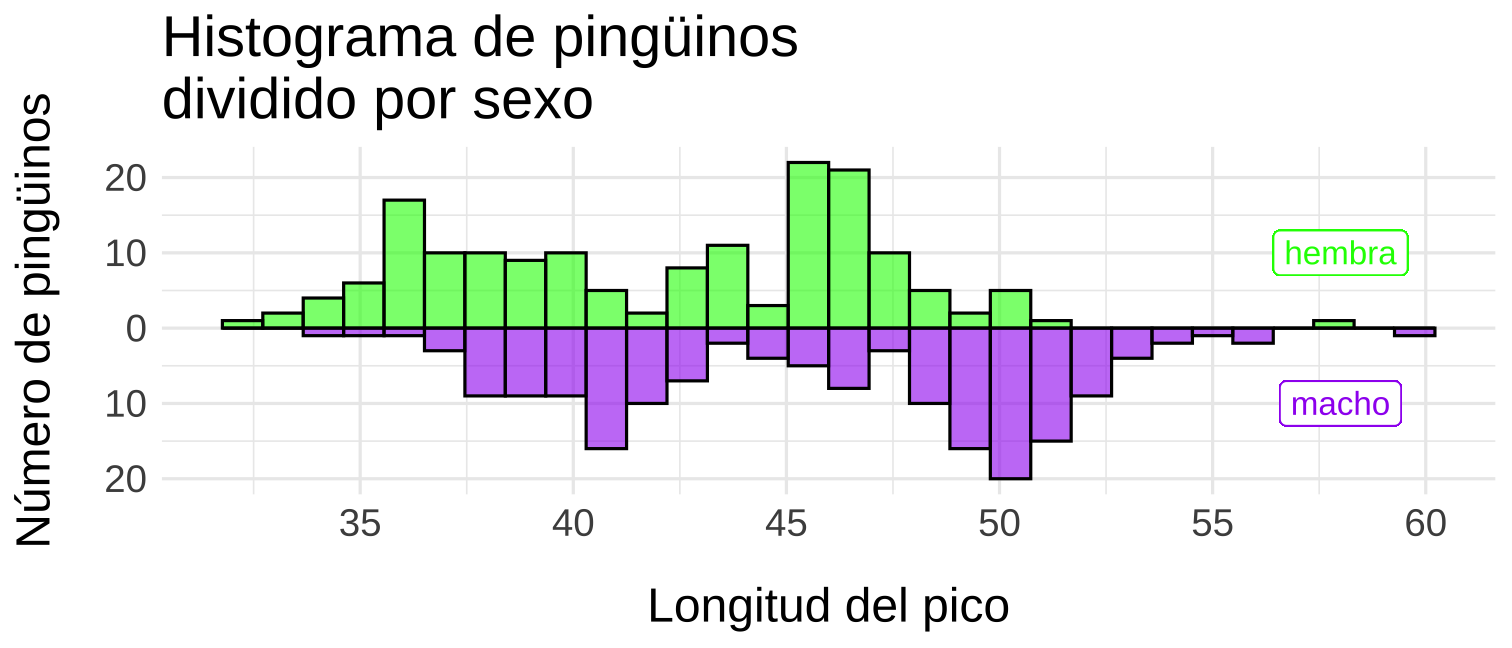 Histograma de pingüinos
dividido por sexo
Número de pingüinos
20
10
0
10
20
hembra
macho
35 40 45 50 55 60
Longitud del pico